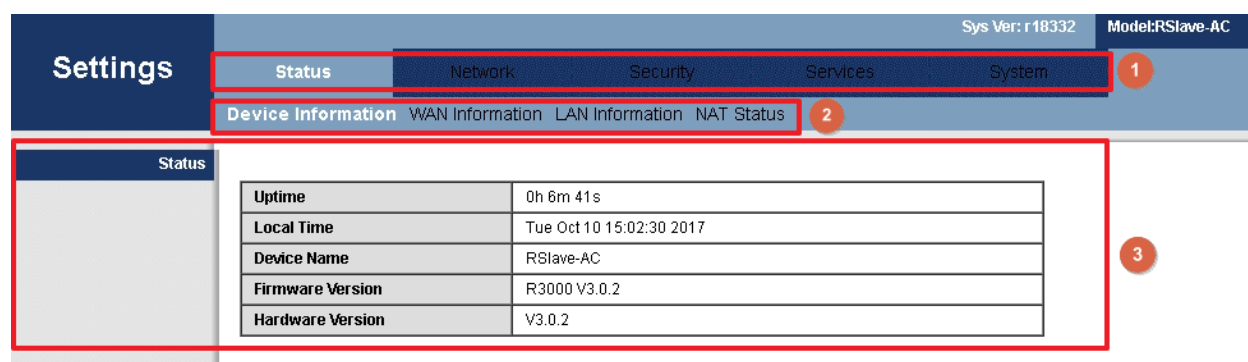 Sys Ver: r18332 Model:RSlave-AC
Settings
Status Network Security Services System 1
Device Information WAN Information LAN Information NAT Status 2
Status
Uptime 0h 6m 41s
Local Time Tue Oct 10 15:02:30 2017
Device Name RSlave-AC
3
Firmware Version R3000 V3.0.2
Hardware Version V3.0.2